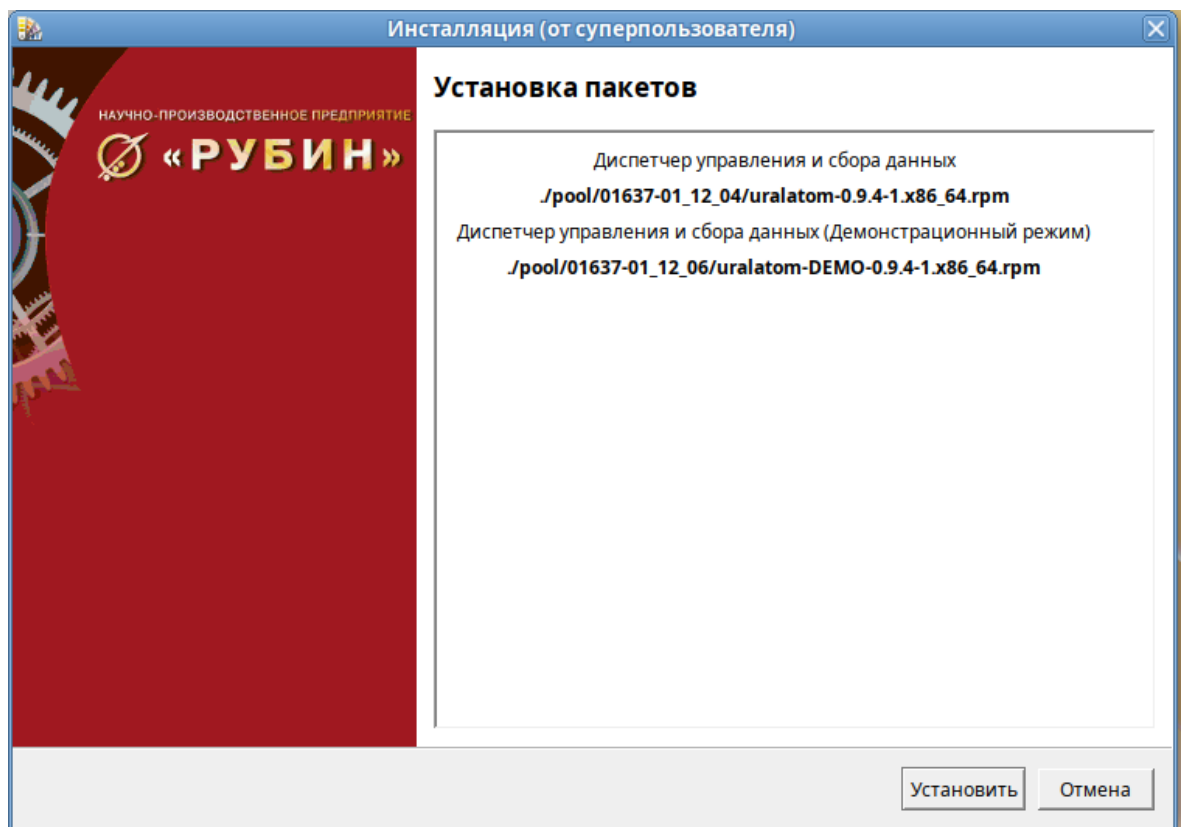 Инсталляция (от суперпользователя)
НАУЧНО-ПРОИЗВОДСТВЕННОЕ ПРЕДПРИЯТИЕ
«РУБИН»
Установка пакетов
Диспетчер управления и сбора данных
./pool/01637-01_12_04/uralatom-0.9.4-1.x86_64.rpm
Диспетчер управления и сбора данных (Демонстрационный режим)
./pool/01637-01_12_06/uralatom-DEMO-0.9.4-1.x86_64.rpm
Установить
Отмена